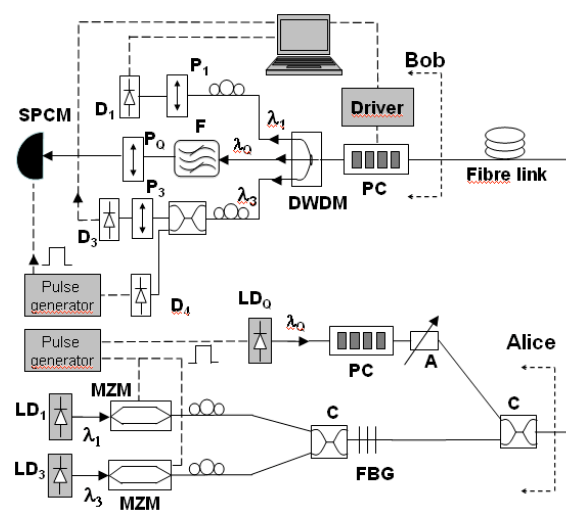 P1
Bob
SPCM
D1
Driver
λ1
PQ
F
λQ
P3
PC
Fibre link
DWDM
λ3
D3
Pulse
generator
D4
LDQ
λQ
Pulse
generator
Alice
PC
A
MZM
LD1
C
C
λ1
LD3
FBG
λ3
MZM